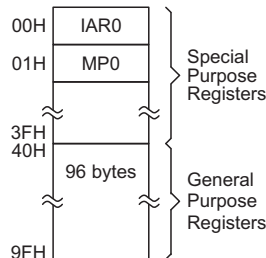 00H IAR0
01H MP0
Special
Purpose
Registers
3FH
40H
96 bytes
General
Purpose
Registers
9FH